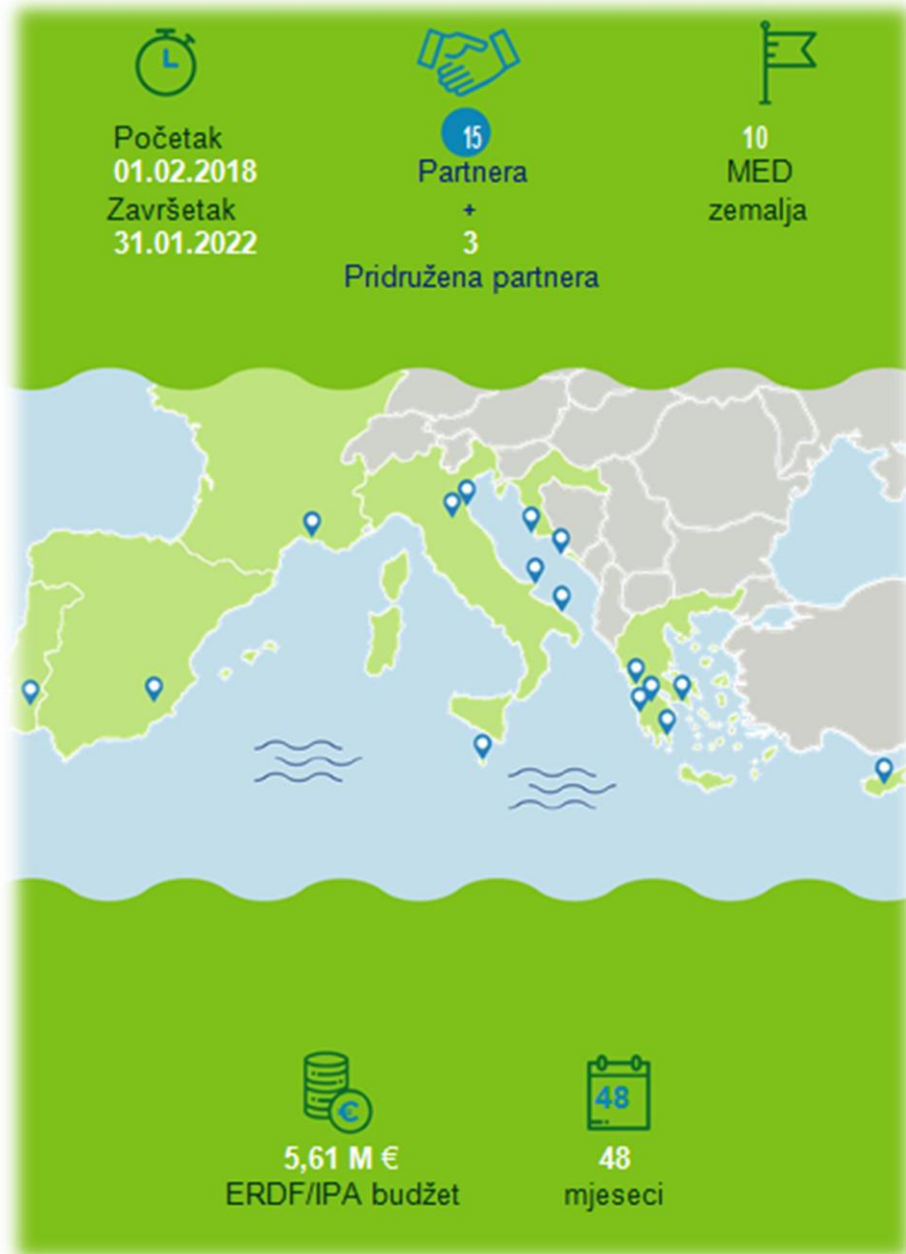 Početak
01.02.2018
Završetak
31.01.2022
15
Partnera
+
3
Pridružena partnera
10
MED
zemalja
€
5,61 M €
ERDF/IPA budžet
48
48
mjeseci